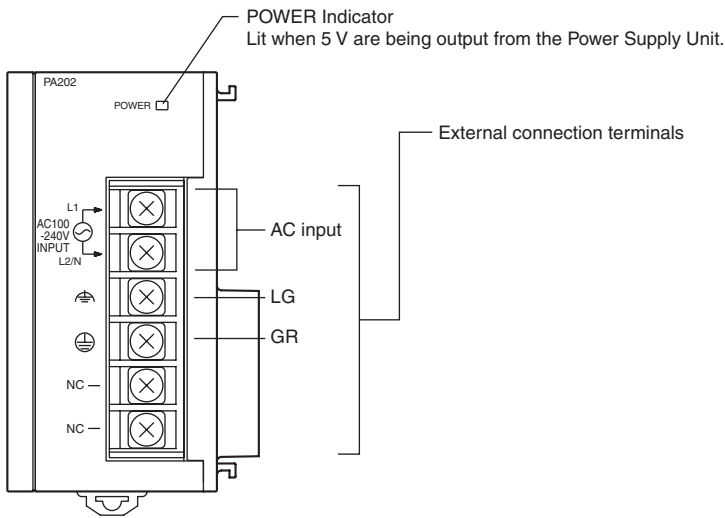 POWER Indicator
Lit when 5 V are being output from the Power Supply Unit.
PA202
POWER
External connection terminals
L1
AC100
-240V
INPUT
L2/N
AC input
LG
GR
NC
NC